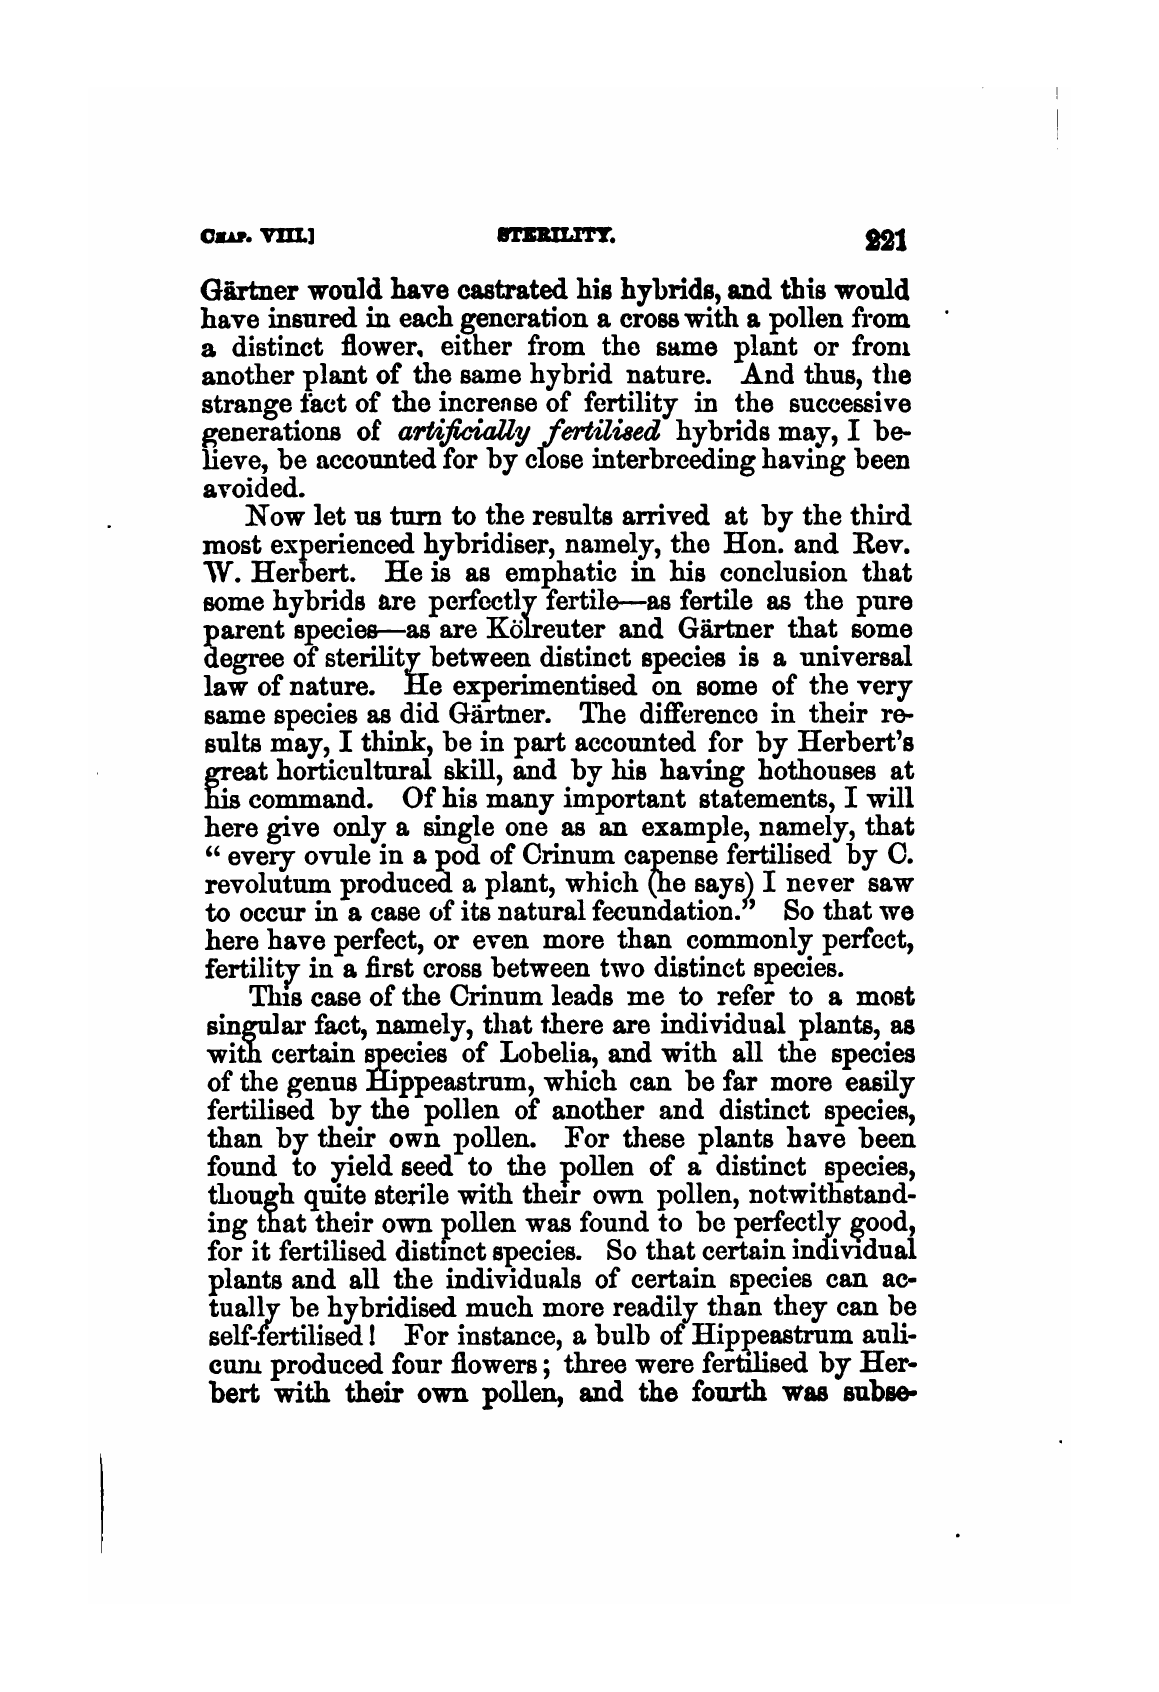 CHAP. VIII.] STERILITY. 221
Gärtner would have castrated his hybrids, and this would
have insured in each generation a cross with a pollen from
a distinct flower, either from the same plant or from
another plant of the same hybrid nature. And thus, the
strange fact of the increase of fertility in the successive
generations of artificially fertilised hybrids may, I be-
lieve, be accounted for by close interbreeding having been
avoided.
Now let us turn to the results arrived at by the third
most experienced hybridiser, namely, the Hon. and Rev.
W. Herbert. He is as emphatic in his conclusion that
some hybrids are perfectly fertile—as fertile as the pure
parent species—as are Kölreuter and Gärtner that some
degree of sterility between distinct species is a universal
law of nature. He experimentised on some of the very
same species as did Gärtner. The difference in their re-
sults may, I think, be in part accounted for by Herbert's
great horticultural skill, and by his having hothouses at
his command. Of his many important statements, I will
here give only a single one as an example, namely, that
"every ovule in a pod of Crinum capense fertilised by C.
revolutum produced a plant, which (he says) I never saw
to occur in a case of its natural fecundation." So that we
here have perfect, or even more than commonly perfect,
fertility in a first cross between two distinct species.
This case of the Crinum leads me to refer to a most
singular fact, namely, that there are individual plants, as
with certain species of Lobelia, and with all the species
of the genus Hippeastrum, which can be far more easily
fertilised by the pollen of another and distinct species,
than by their own pollen. For these plants have been
found to yield seed to the pollen of a distinct species,
though quite sterile with their own pollen, notwithstand-
ing that their own pollen was found to be perfectly good,
for it fertilised distinct species. So that certain individual
plants and all the individuals of certain species can ac-
tually be hybridised much more readily than they can be
self-fertilised! For instance, a bulb of Hippeastrum auli-
cum produced four flowers; three were fertilised by Her-
bert with their own pollen, and the fourth was subse-